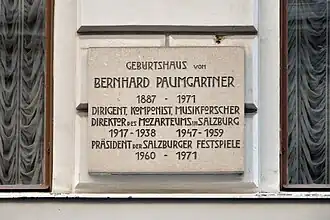 GEBURTSHAUS VON
BERNHARD PAUMGARTNER
1887 - 1971
DIRIGENT, KOMPONIST, MUSIKFORSCHER
DIREKTOR DES MOZARTEUMS IN SALZBURG
1917-1938 1947-1959
PRÄSIDENT DER SALZBURGER FESTSPIELE
1960 - 1971